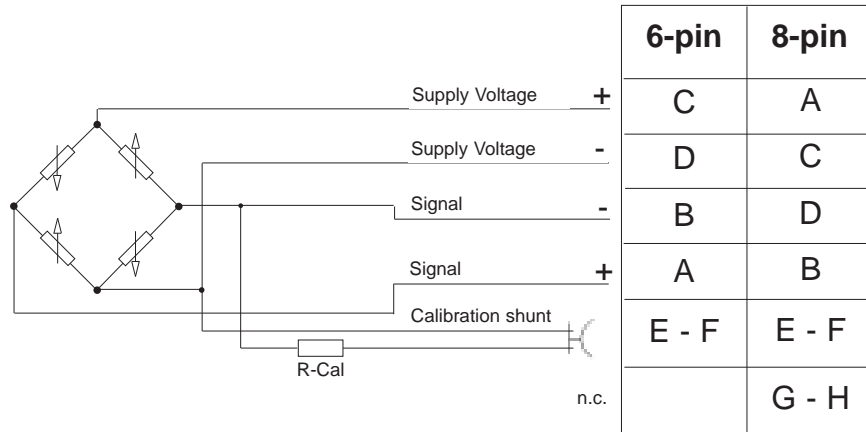 6-pin 8-pin
Supply Voltage + C A
Supply Voltage - D C
Signal - B D
Signal + A B
Calibration shunt E - F E - F
R-Cal
n.c. G - H